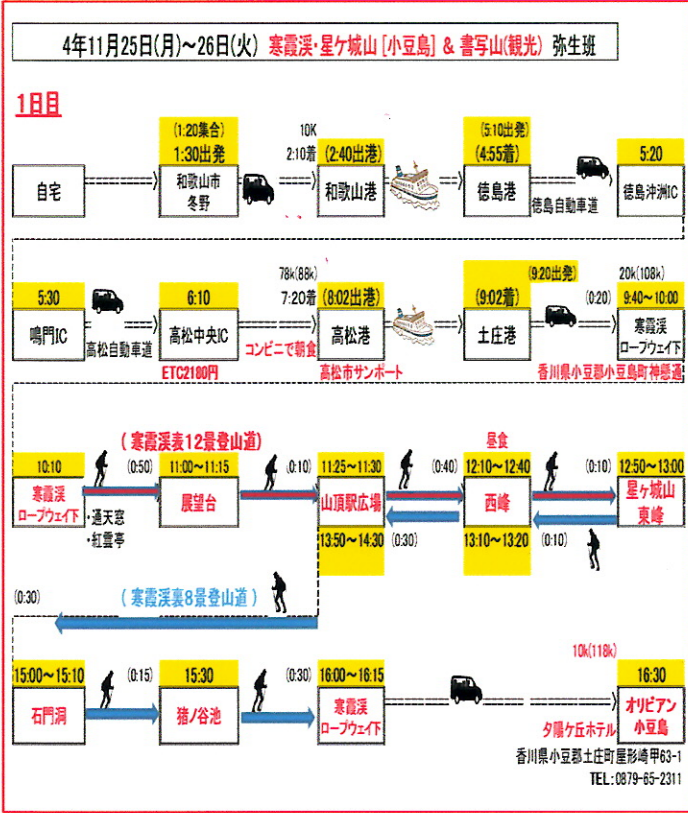 4年11月25日(月)~26日(火) 寒霞渓・星ケ城山 [小豆島] & 書写山(観光) 弥生班
1日目
(1:20集合)
1:30出発
10K
2:10着
(2:40出港)
(5:10出発)
(4:55着)
5:20
自宅
和歌山市
冬野
和歌山港
徳島港
徳島自動車道
徳島沖洲IC
5:30
6:10
78k(88k)
7:20着
(8:02出港)
(9:02着)
(9:20出発)
(0:20)
20k(108k)
9:40~10:00
鳴門IC
高松自動車道
高松中央IC
コンビニで朝食
高松港
土庄港
寒霞渓
ロープウェイ下
ETC2180円
高松市サンポート
香川県小豆郡小豆島町神懸通
( 寒霞渓表12景登山道)
昼食
10:10
(0:50)
11:00~11:15
(0:10)
11:25~11:30
(0:40)
12:10~12:40
(0:10)
12:50~13:00
寒霞渓
ロープウェイ下
・通天窓
・紅雲亭
展望台
山頂駅広場
西峰
星ケ城山
東峰
13:50~14:30
(0:30)
13:10~13:20
(0:10)
(0:30)
( 寒霞渓裏8景登山道 )
15:00~15:10
(0:15)
15:30
(0:30)
16:00~16:15
10k(118k)
16:30
石門洞
猪ノ谷池
寒霞渓
ロープウェイ下
夕陽ケ丘ホテル
オリビアン
小豆島
香川県小豆郡土庄町屋形崎甲63-1
TEL:0879-65-2311